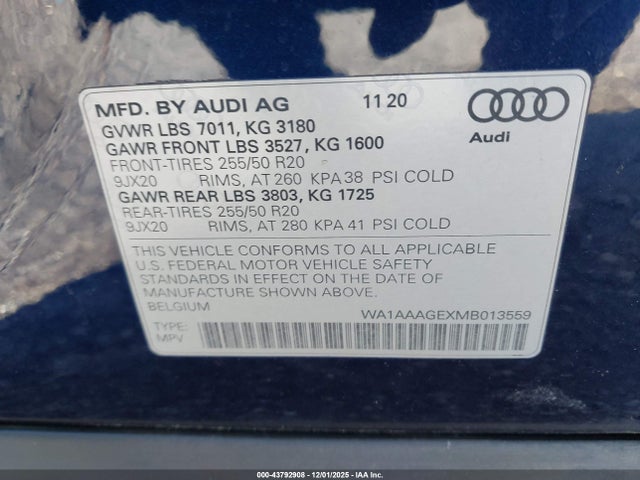 MFD. BY AUDI AG 11 20
GVWR LBS 7011, KG 3180
GAWR FRONT LBS 3527, KG 1600
FRONT-TIRES 255/50 R20
9JX20 RIMS, AT 260 KPA 38 PSI COLD
GAWR REAR LBS 3803, KG 1725
REAR-TIRES 255/50 R20
9JX20 RIMS, AT 280 KPA 41 PSI COLD
Audi
THIS VEHICLE CONFORMS TO ALL APPLICABLE
U.S. FEDERAL MOTOR VEHICLE SAFETY
STANDARDS IN EFFECT ON THE DATE OF
MANUFACTURE SHOWN ABOVE.
BELGIUM WA1AAAGEXMB013559
TYPE:
MPV
000-43792908 - 12/01/2025 - IAA Inc.